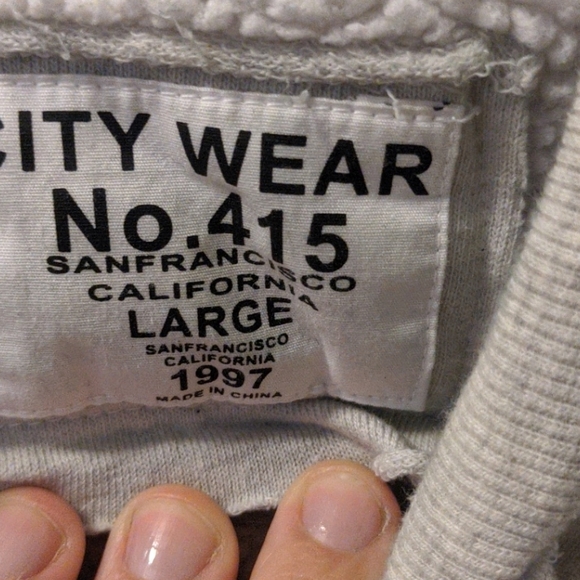 CITY WEAR
No.415
SANFRANCISCO
CALIFORNIA
LARGE
SANFRANCISCO
CALIFORNIA
1997
MADE IN CHINA